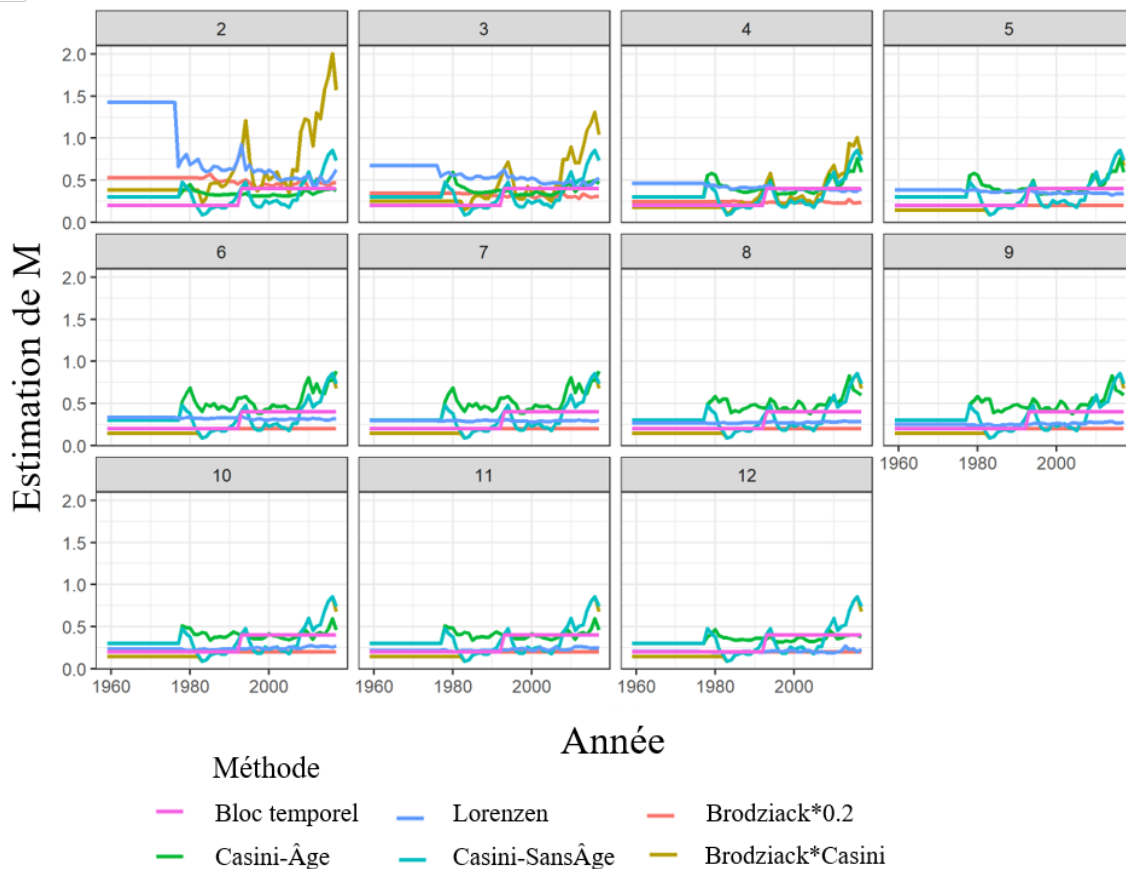 2 3 4 5
2.0
1.5
1.0
0.5
0.0
6 7 8 9
2.0
1.5
1.0
0.5
0.0
1960 1980 2000
10 11 12
2.0
1.5
1.0
0.5
0.0
1960 1980 2000 1960 1980 2000 1960 1980 2000
Estimation de M
Année
Méthode
Bloc temporel Lorenzen Brodziack*0.2
Casini-Âge Casini-SansÂge Brodziack*Casini